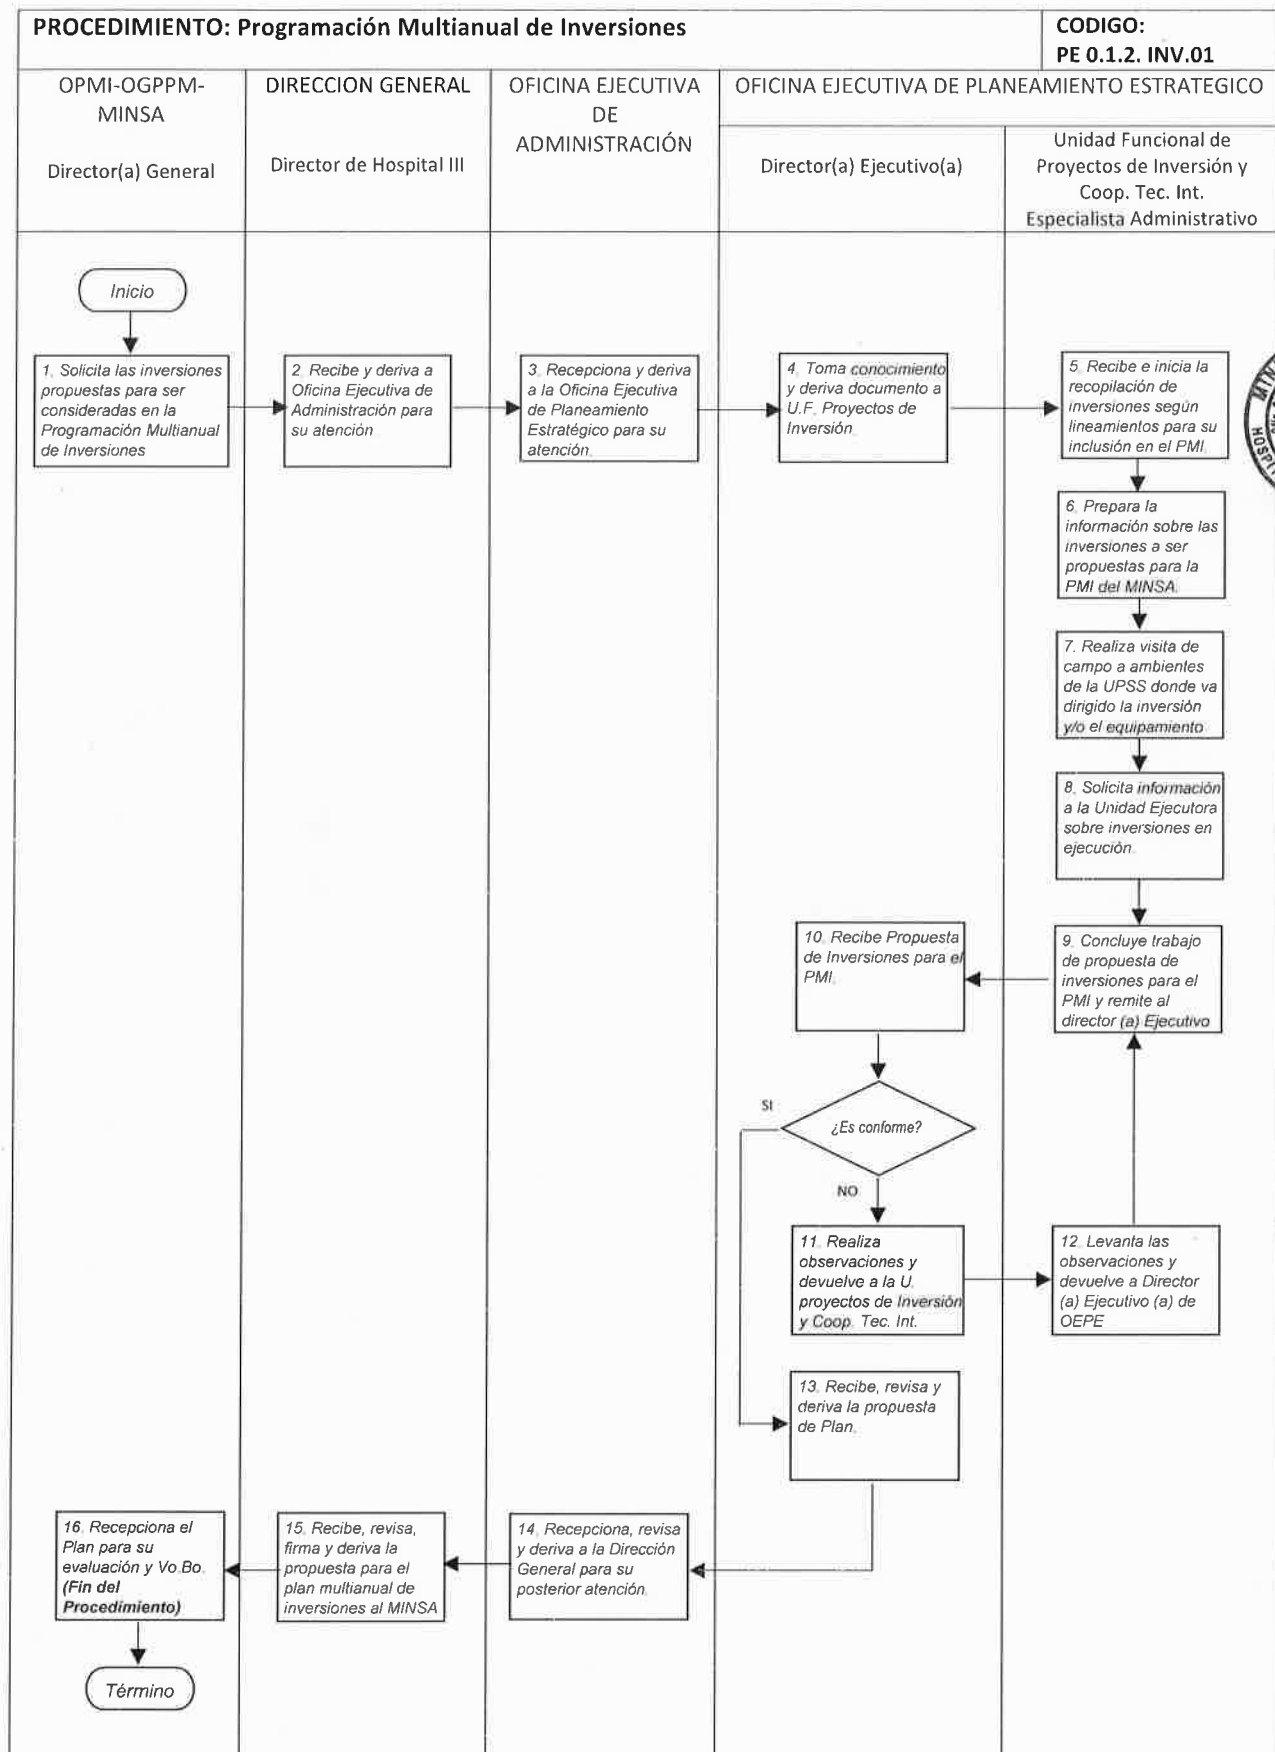 PROCEDIMIENTO: Programación Multianual de Inversiones
CODIGO:
PE 0.1.2. INV.01
OPMI-OGPPM-
MINSA
Director(a) General
DIRECCION GENERAL
Director de Hospital III
OFICINA EJECUTIVA
DE
ADMINISTRACIÓN
OFICINA EJECUTIVA DE PLANEAMIENTO ESTRATEGICO
Director(a) Ejecutivo(a)
Unidad Funcional de
Proyectos de Inversión y
Coop. Tec. Int.
Especialista Administrativo
Inicio
1. Solicita las inversiones
propuestas para ser
consideradas en la
Programación Multianual
de Inversiones
2. Recibe y deriva a
Oficina Ejecutiva de
Administración para
su atención
3. Recepciona y deriva
a la Oficina Ejecutiva
de Planeamiento
Estratégico para su
atención.
4. Toma conocimiento
y deriva documento a
U.F. Proyectos de
Inversión.
5. Recibe e inicia la
recopilación de
inversiones según
lineamientos para su
inclusión en el PMI.
MIN
HOSPIT
6. Prepara la
información sobre las
inversiones a ser
propuestas para la
PMI del MINSA.
7. Realiza visita de
campo a ambientes
de la UPSS donde va
dirigido la inversión
y/o el equipamiento
8. Solicita información
a la Unidad Ejecutora
sobre inversiones en
ejecución.
9. Concluye trabajo
de propuesta de
inversiones para el
PMI y remite al
director (a) Ejecutivo
10. Recibe Propuesta
de Inversiones para el
PMI.
SI
¿Es conforme?
NO
11. Realiza
observaciones y
devuelve a la U.
proyectos de Inversión
y Coop. Tec. Int.
12. Levanta las
observaciones y
devuelve a Director
(a) Ejecutivo (a) de
OEPE
13. Recibe, revisa y
deriva la propuesta
de Plan.
14. Recepciona, revisa
y deriva a la Dirección
General para su
posterior atención.
15. Recibe, revisa,
firma y deriva la
propuesta para el
plan multianual de
inversiones al MINSA
16. Recepciona el
Plan para su
evaluación y Vo.Bo.
(Fin del
Procedimiento)
Término